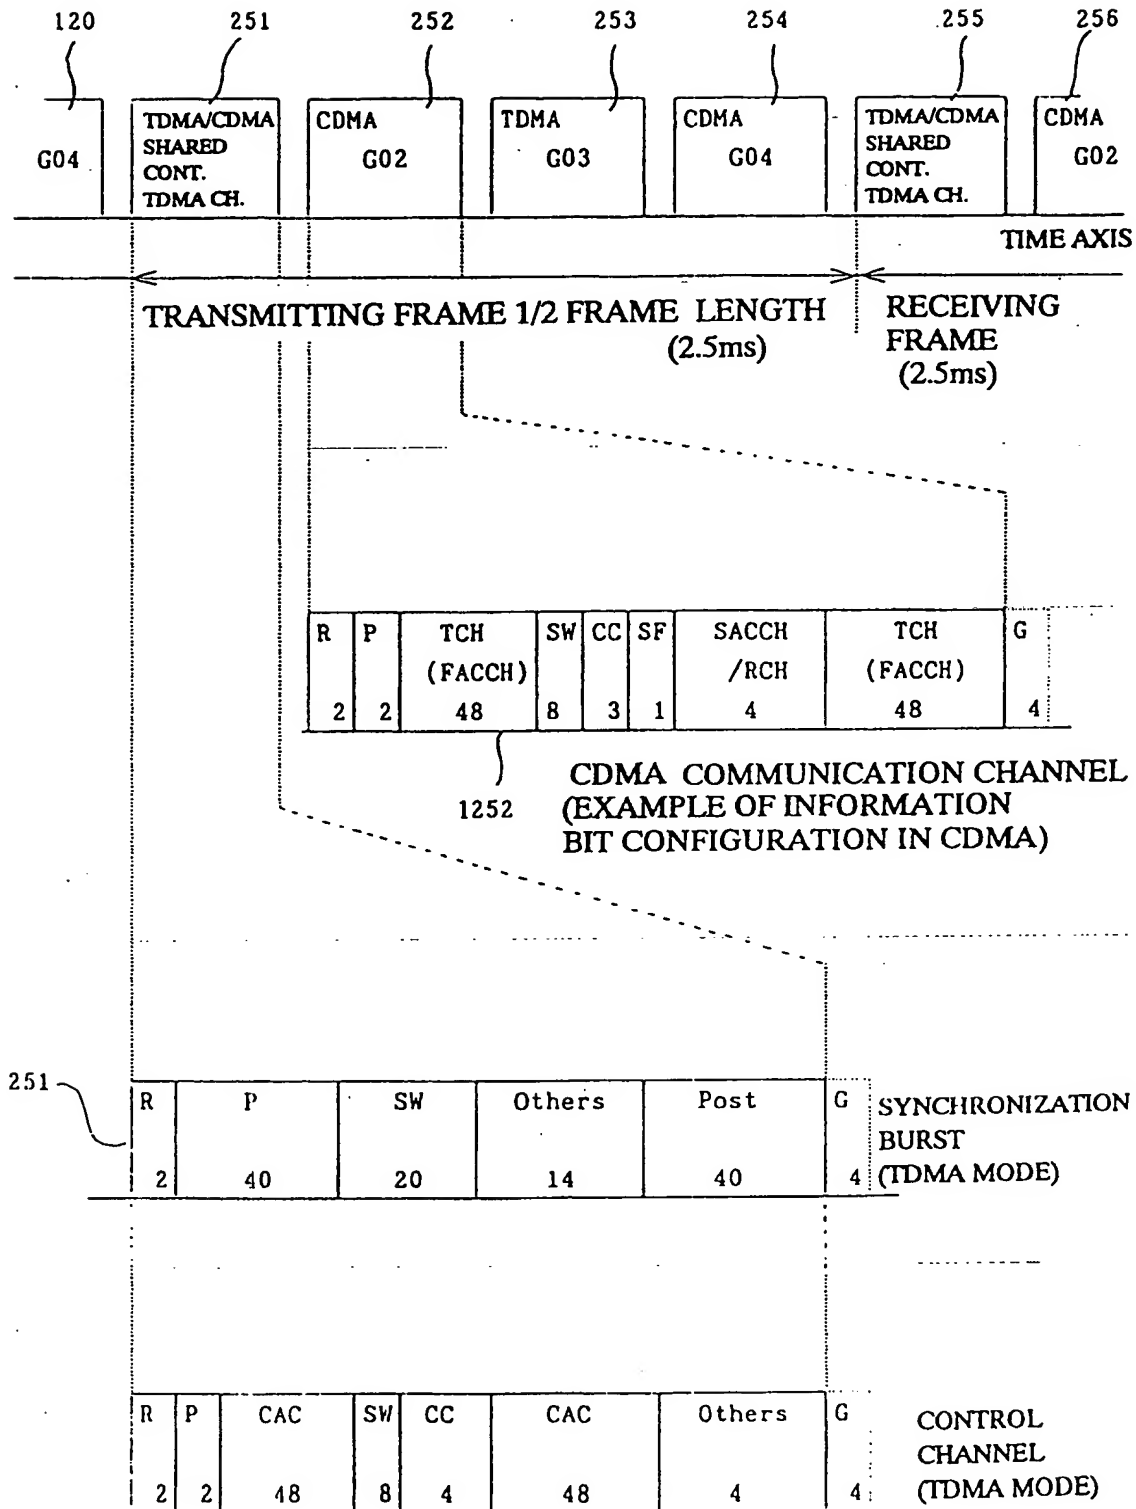 120 251 252 253 254 255 256
G04
TDMA/CDMA
SHARED
CONT.
TDMA CH.
CDMA
G02
TDMA
G03
CDMA
G04
TDMA/CDMA
SHARED
CONT.
TDMA CH.
CDMA
G02
TIME AXIS
TRANSMITTING FRAME 1/2 FRAME LENGTH
(2.5ms)
RECEIVING
FRAME
(2.5ms)
R P TCH SW CC SF SACCH TCH G
(FACCH) /RCH (FACCH)
2 2 48 8 3 1 4 48 4
1252
CDMA COMMUNICATION CHANNEL
(EXAMPLE OF INFORMATION
BIT CONFIGURATION IN CDMA)
251
R P SW Others Post G
2 40 20 14 40 4
SYNCHRONIZATION
BURST
(TDMA MODE)
R P CAC SW CC CAC Others G
2 2 48 8 4 48 4 4
CONTROL
CHANNEL
(TDMA MODE)